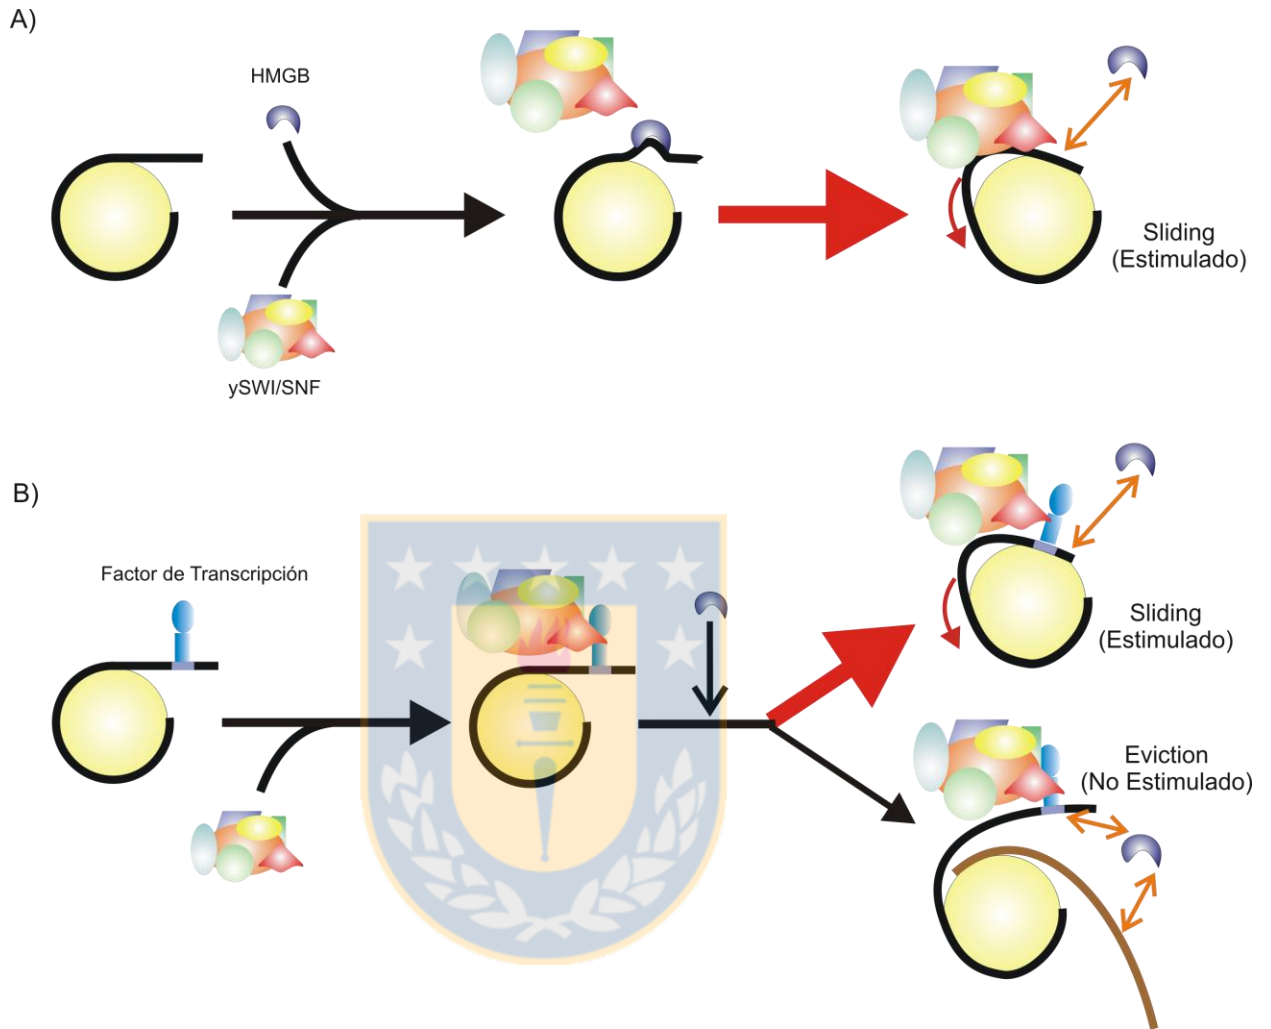 A)
HMGB
ySWI/SNF
Sliding
(Estimulado)
B)
Factor de Transcripción
Sliding
(Estimulado)
Eviction
(No Estimulado)